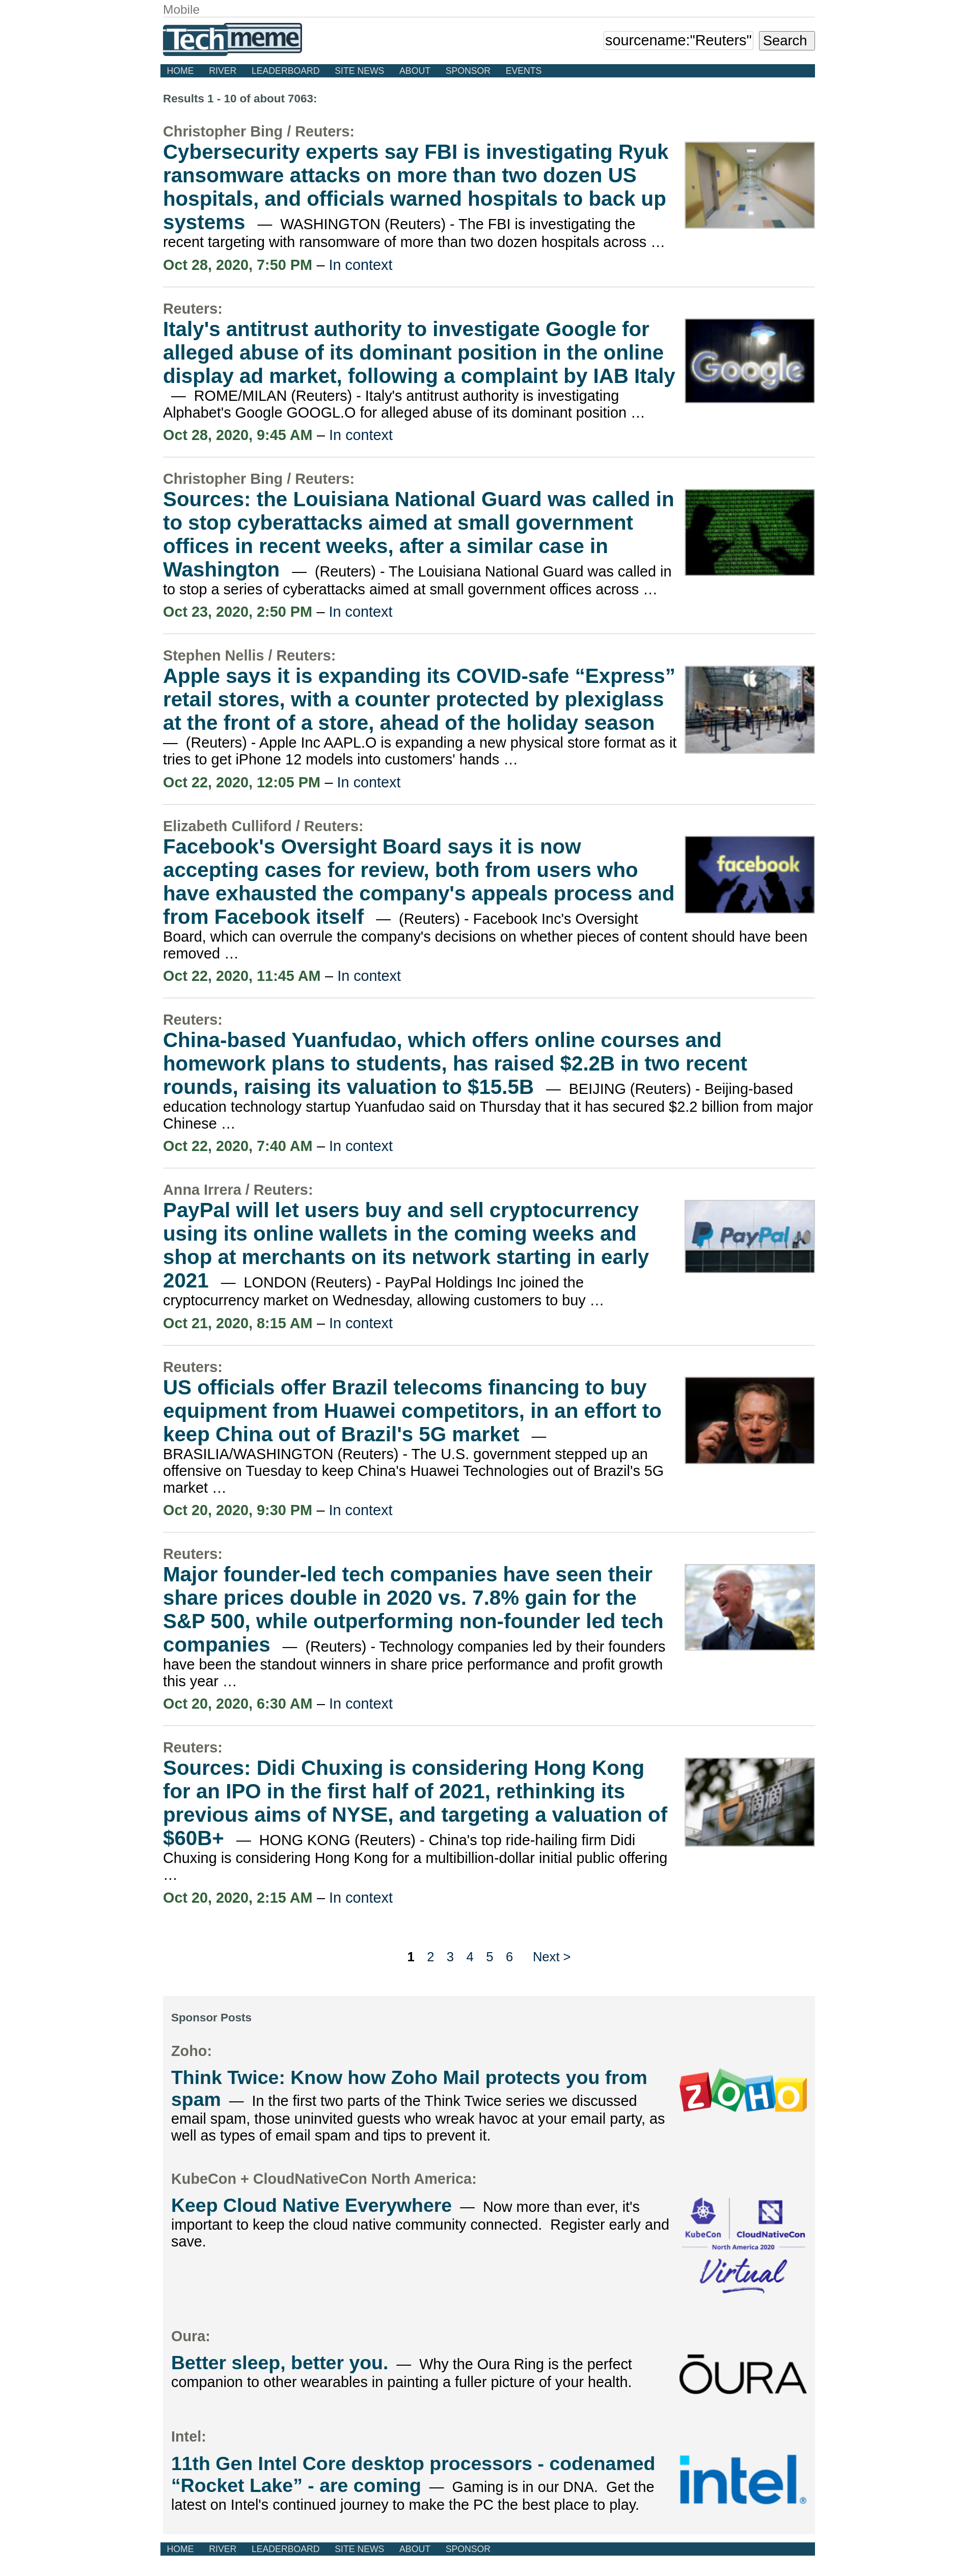 Mobile
Techmeme
sourcename:"Reuters" Search
HOME RIVER LEADERBOARD SITE NEWS ABOUT SPONSOR EVENTS
Results 1 - 10 of about 7063:
Christopher Bing / Reuters:
Cybersecurity experts say FBI is investigating Ryuk
ransomware attacks on more than two dozen US
hospitals, and officials warned hospitals to back up
systems — WASHINGTON (Reuters) - The FBI is investigating the
recent targeting with ransomware of more than two dozen hospitals across …
Oct 28, 2020, 7:50 PM – In context
Reuters:
Italy's antitrust authority to investigate Google for
alleged abuse of its dominant position in the online
display ad market, following a complaint by IAB Italy
— ROME/MILAN (Reuters) - Italy's antitrust authority is investigating
Alphabet's Google GOOGL.O for alleged abuse of its dominant position …
Google
Oct 28, 2020, 9:45 AM – In context
Christopher Bing / Reuters:
Sources: the Louisiana National Guard was called in
to stop cyberattacks aimed at small government
offices in recent weeks, after a similar case in
Washington — (Reuters) - The Louisiana National Guard was called in
to stop a series of cyberattacks aimed at small government offices across …
Oct 23, 2020, 2:50 PM – In context
Stephen Nellis / Reuters:
Apple says it is expanding its COVID-safe “Express”
retail stores, with a counter protected by plexiglass
at the front of a store, ahead of the holiday season
— (Reuters) - Apple Inc AAPL.O is expanding a new physical store format as it
tries to get iPhone 12 models into customers' hands …
Oct 22, 2020, 12:05 PM – In context
Elizabeth Culliford / Reuters:
Facebook's Oversight Board says it is now
accepting cases for review, both from users who
have exhausted the company's appeals process and
from Facebook itself — (Reuters) - Facebook Inc's Oversight
Board, which can overrule the company's decisions on whether pieces of content should have been
removed …
facebook
Oct 22, 2020, 11:45 AM – In context
Reuters:
China-based Yuanfudao, which offers online courses and
homework plans to students, has raised $2.2B in two recent
rounds, raising its valuation to $15.5B — BEIJING (Reuters) - Beijing-based
education technology startup Yuanfudao said on Thursday that it has secured $2.2 billion from major
Chinese …
Oct 22, 2020, 7:40 AM – In context
Anna Irrera / Reuters:
PayPal will let users buy and sell cryptocurrency
using its online wallets in the coming weeks and
shop at merchants on its network starting in early
2021 — LONDON (Reuters) - PayPal Holdings Inc joined the
cryptocurrency market on Wednesday, allowing customers to buy …
PayPal
Oct 21, 2020, 8:15 AM – In context
Reuters:
US officials offer Brazil telecoms financing to buy
equipment from Huawei competitors, in an effort to
keep China out of Brazil's 5G market —
BRASILIA/WASHINGTON (Reuters) - The U.S. government stepped up an
offensive on Tuesday to keep China's Huawei Technologies out of Brazil's 5G
market …
Oct 20, 2020, 9:30 PM – In context
Reuters:
Major founder-led tech companies have seen their
share prices double in 2020 vs. 7.8% gain for the
S&P 500, while outperforming non-founder led tech
companies — (Reuters) - Technology companies led by their founders
have been the standout winners in share price performance and profit growth
this year …
Oct 20, 2020, 6:30 AM – In context
Reuters:
Sources: Didi Chuxing is considering Hong Kong
for an IPO in the first half of 2021, rethinking its
previous aims of NYSE, and targeting a valuation of
$60B+ — HONG KONG (Reuters) - China's top ride-hailing firm Didi
Chuxing is considering Hong Kong for a multibillion-dollar initial public offering
…
Oct 20, 2020, 2:15 AM – In context
1 2 3 4 5 6 Next >
Sponsor Posts
Zoho:
Think Twice: Know how Zoho Mail protects you from
spam — In the first two parts of the Think Twice series we discussed
email spam, those uninvited guests who wreak havoc at your email party, as
well as types of email spam and tips to prevent it.
ZOHO
KubeCon + CloudNativeCon North America:
Keep Cloud Native Everywhere — Now more than ever, it's
important to keep the cloud native community connected. Register early and
save.
KubeCon CloudNativeCon
North America 2020
Virtual
Oura:
Better sleep, better you. — Why the Oura Ring is the perfect
companion to other wearables in painting a fuller picture of your health.
ŌURA
Intel:
11th Gen Intel Core desktop processors - codenamed
“Rocket Lake” - are coming — Gaming is in our DNA. Get the
latest on Intel's continued journey to make the PC the best place to play.
intel.®
HOME RIVER LEADERBOARD SITE NEWS ABOUT SPONSOR